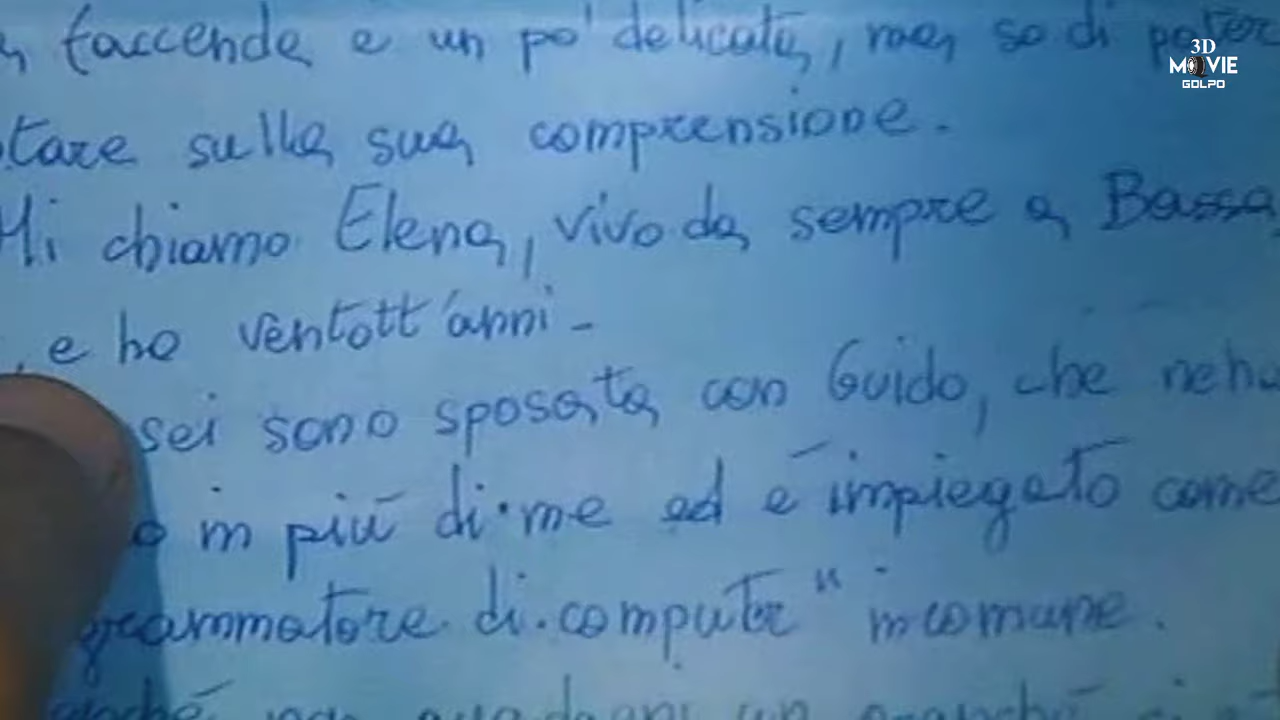 faccenda è un po' delicata, ma so di poter
tare sulla sua comprensione.
Mi chiamo Elena, vivo da sempre a Bassa
, e ho ventott'anni -
sei sono sposata con Guido, che ne ha
o in più di me ed è impiegato come
grammatore di computer" in comune.
3D
MOVIE
GOLPO